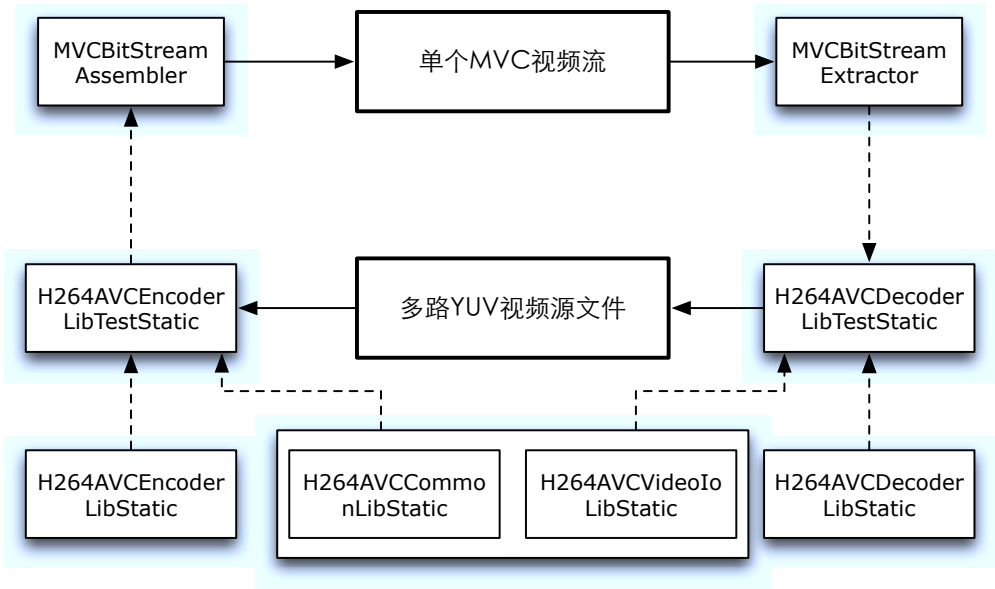 MVCBitStream
Assembler
单个MVC视频流
MVCBitStream
Extractor
H264AVCEncoder
LibTestStatic
多路YUV视频源文件
H264AVCDecoder
LibTestStatic
H264AVCEncoder
LibStatic
H264AVCCommo
nLibStatic
H264AVCVideoIo
LibStatic
H264AVCDecoder
LibStatic